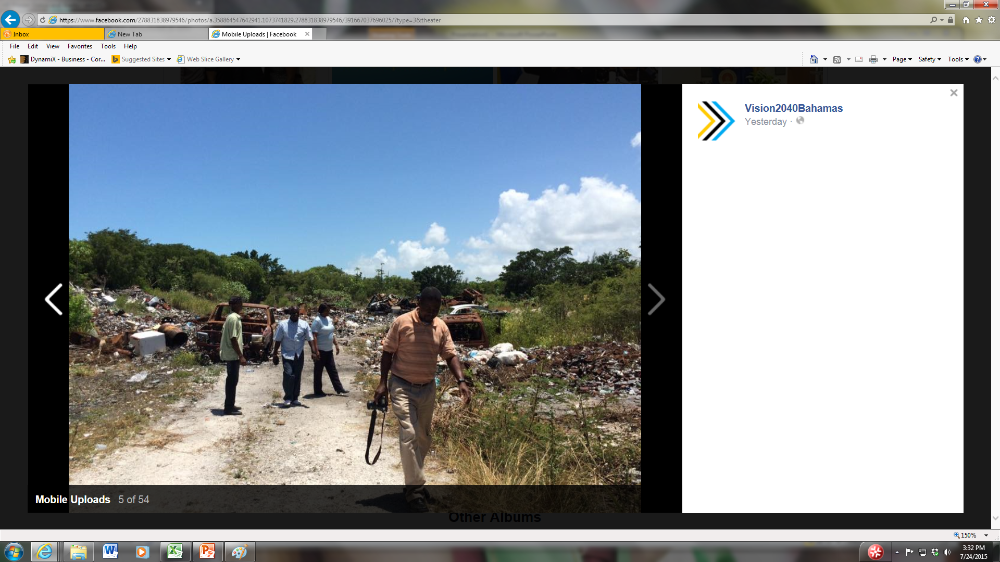 https://www.facebook.com/278831838979546/photos/a.358864547642941.1073741829.278831838979546/391667037696025/?type=3&theater
Inbox
New Tab
Mobile Uploads | Facebook
File Edit View Favorites Tools Help
DynamiX - Business - Cor...
Suggested Sites
Web Slice Gallery
Page
Safety
Tools
Vision2040Bahamas
Yesterday ·
Mobile Uploads 5 of 54
Other Albums
150%
3:32 PM
7/24/2015